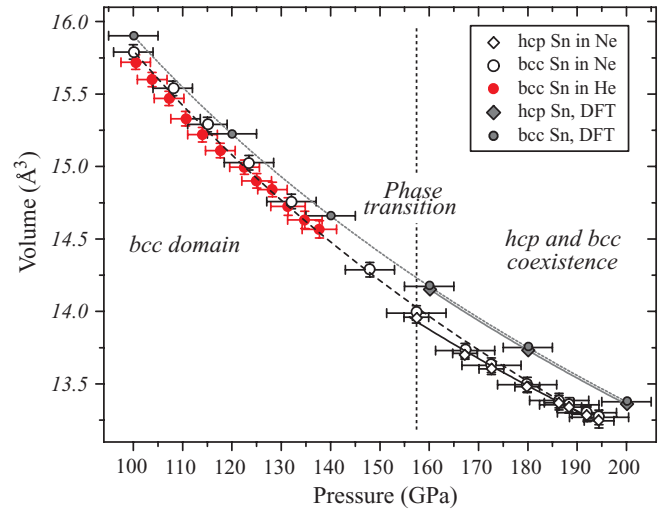 16.0
15.5
15.0
14.5
14.0
13.5
Volume (Å³)
hcp Sn in Ne
bcc Sn in Ne
bcc Sn in He
hcp Sn, DFT
bcc Sn, DFT
Phase
transition
bcc domain
hcp and bcc
coexistence
100 110 120 130 140 150 160 170 180 190 200
Pressure (GPa)